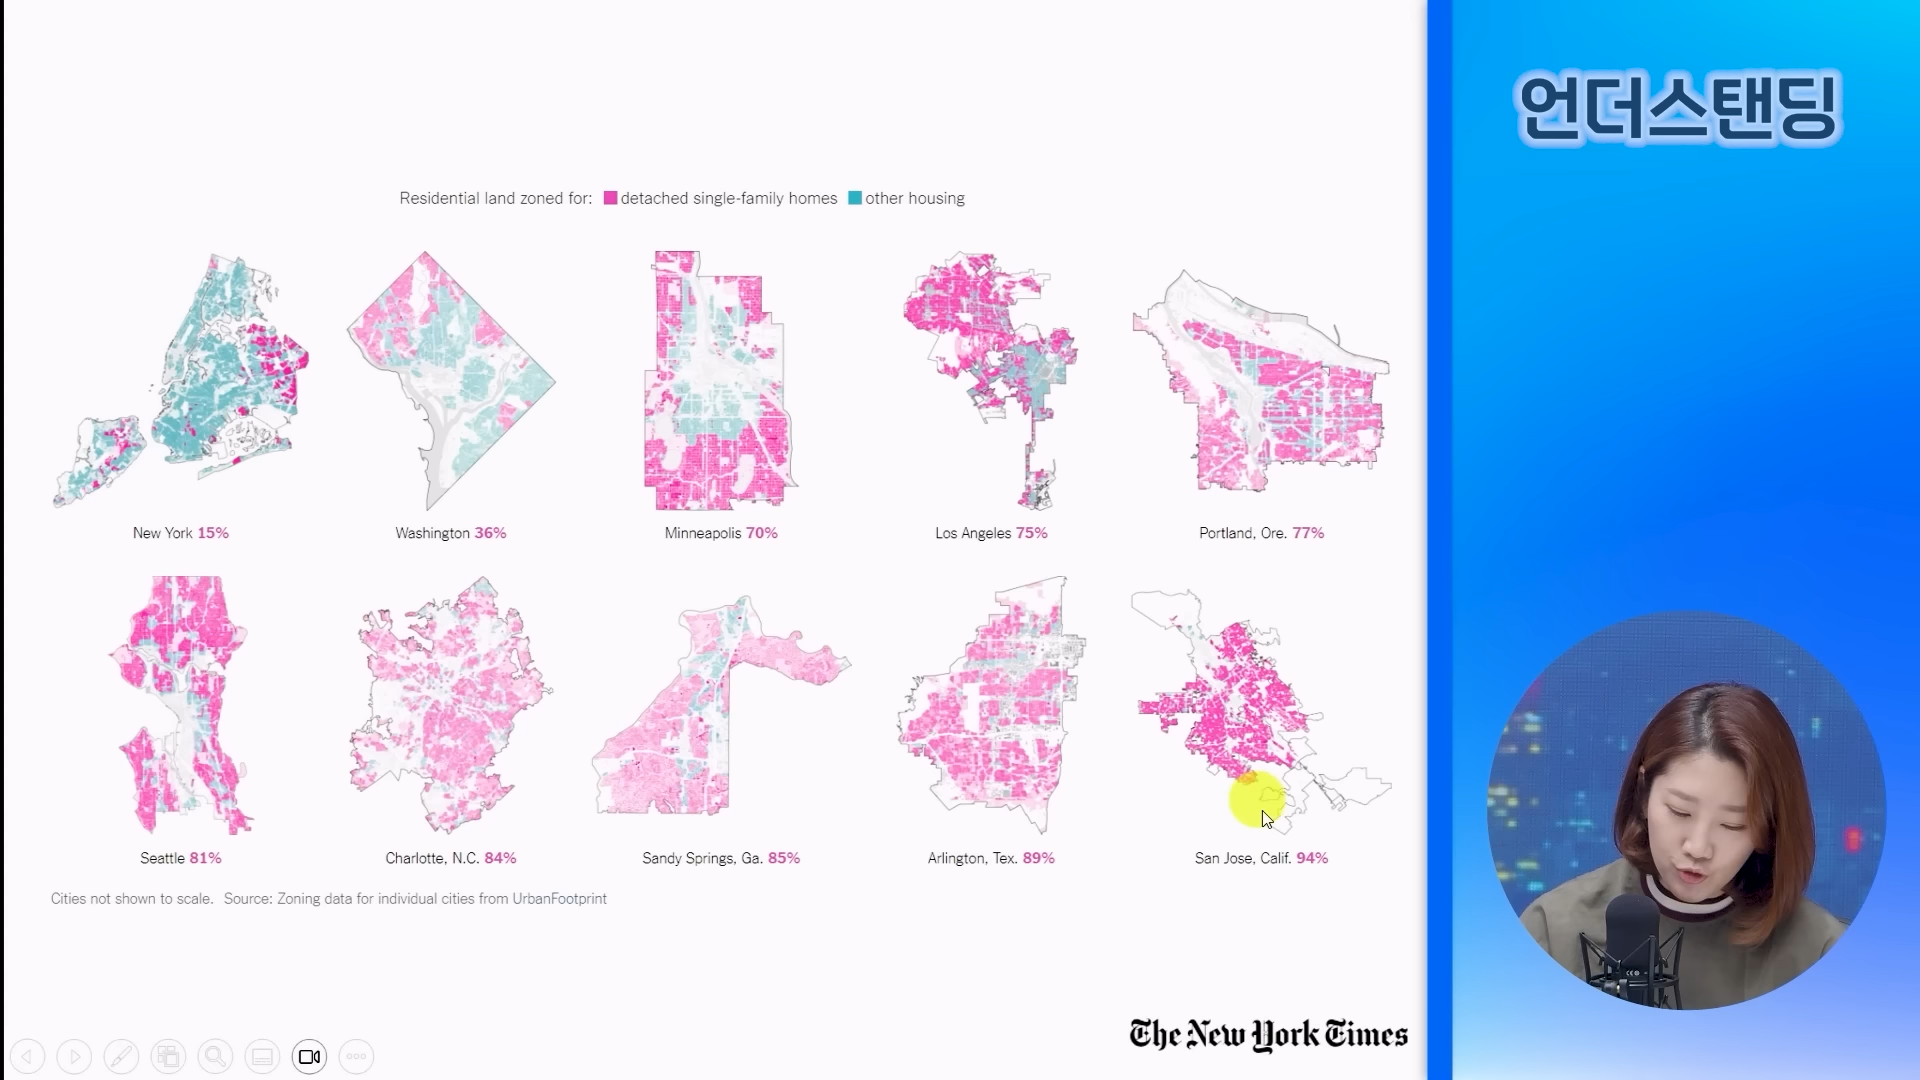 언더스탠딩
Residential land zoned for: detached single-family homes other housing
New York 15%
Washington 36%
Minneapolis 70%
Los Angeles 75%
Portland, Ore. 77%
Seattle 81%
Charlotte, N.C. 84%
Sandy Springs, Ga. 85%
Arlington, Tex. 89%
San Jose, Calif. 94%
Cities not shown to scale. Source: Zoning data for individual cities from UrbanFootprint
The New York Times